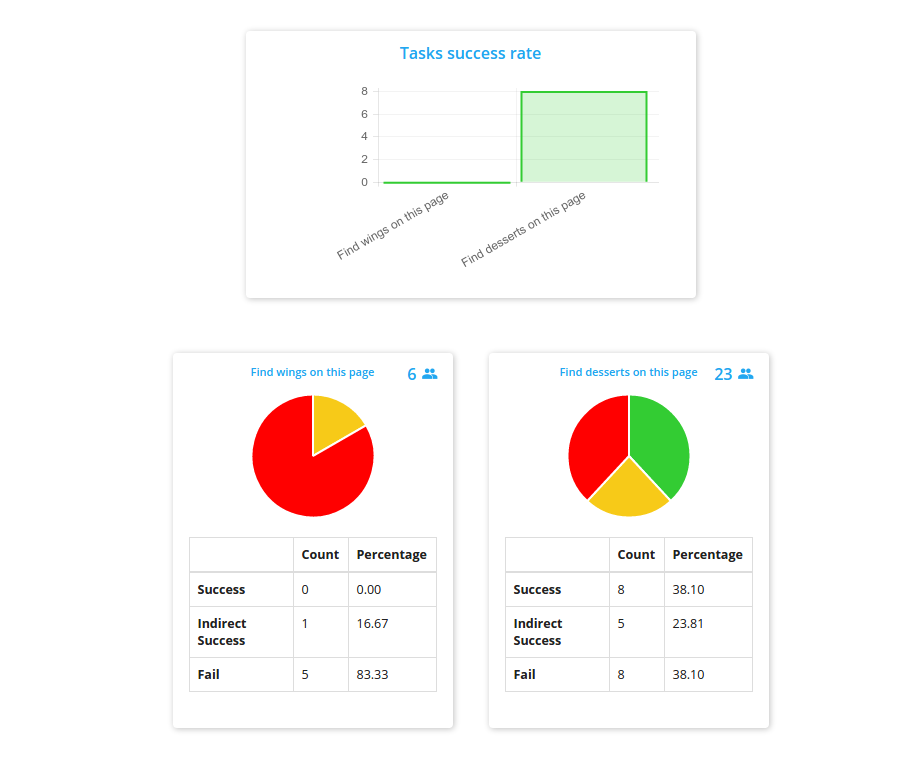 Tasks success rate
8
6
4
2
0
Find wings on this page
Find desserts on this page
Find wings on this page 6
Count Percentage
Success 0 0.00
Indirect Success 1 16.67
Fail 5 83.33
Find desserts on this page 23
Count Percentage
Success 8 38.10
Indirect Success 5 23.81
Fail 8 38.10